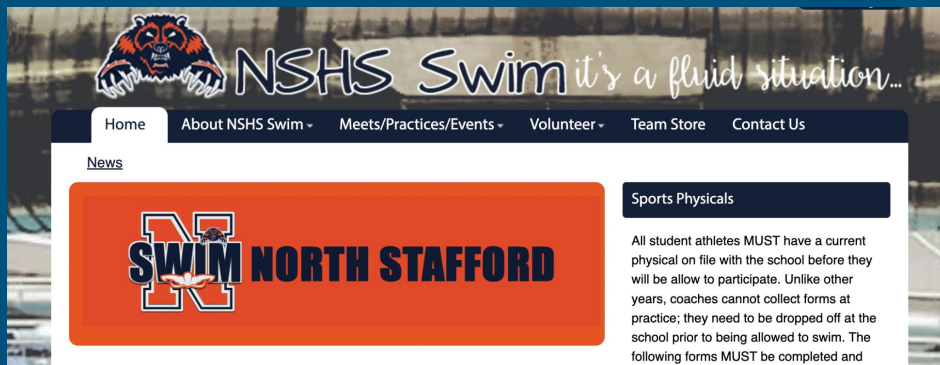 NSHS Swim it's a fluid situation...
Home About NSHS Swim Meets/Practices/Events Volunteer Team Store Contact Us
News
N
SWIM NORTH STAFFORD
Sports Physicals
All student athletes MUST have a current
physical on file with the school before they
will be allow to participate. Unlike other
years, coaches cannot collect forms at
practice; they need to be dropped off at the
school prior to being allowed to swim. The
following forms MUST be completed and